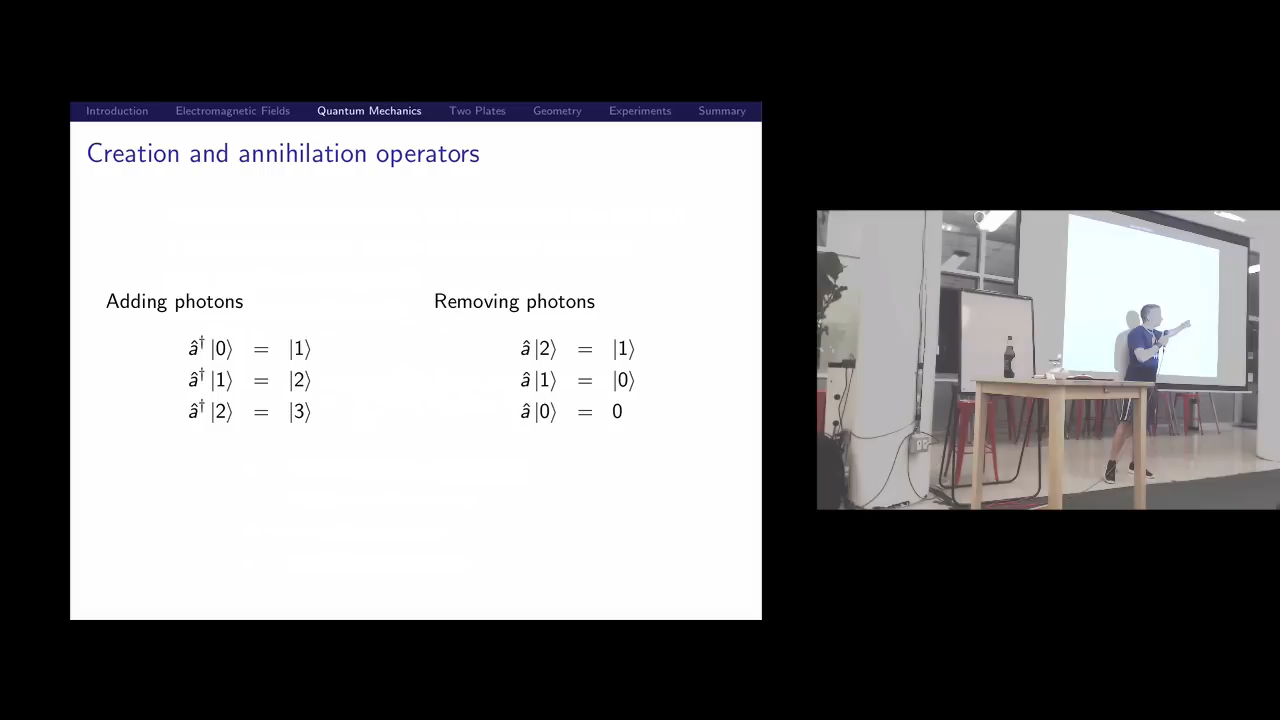 Introduction Electromagnetic Fields Quantum Mechanics Two Plates Geometry Experiments Summary
Creation and annihilation operators
Adding photons
â† |0⟩ = |1⟩
â† |1⟩ = |2⟩
â† |2⟩ = |3⟩
Removing photons
â |2⟩ = |1⟩
â |1⟩ = |0⟩
â |0⟩ = 0